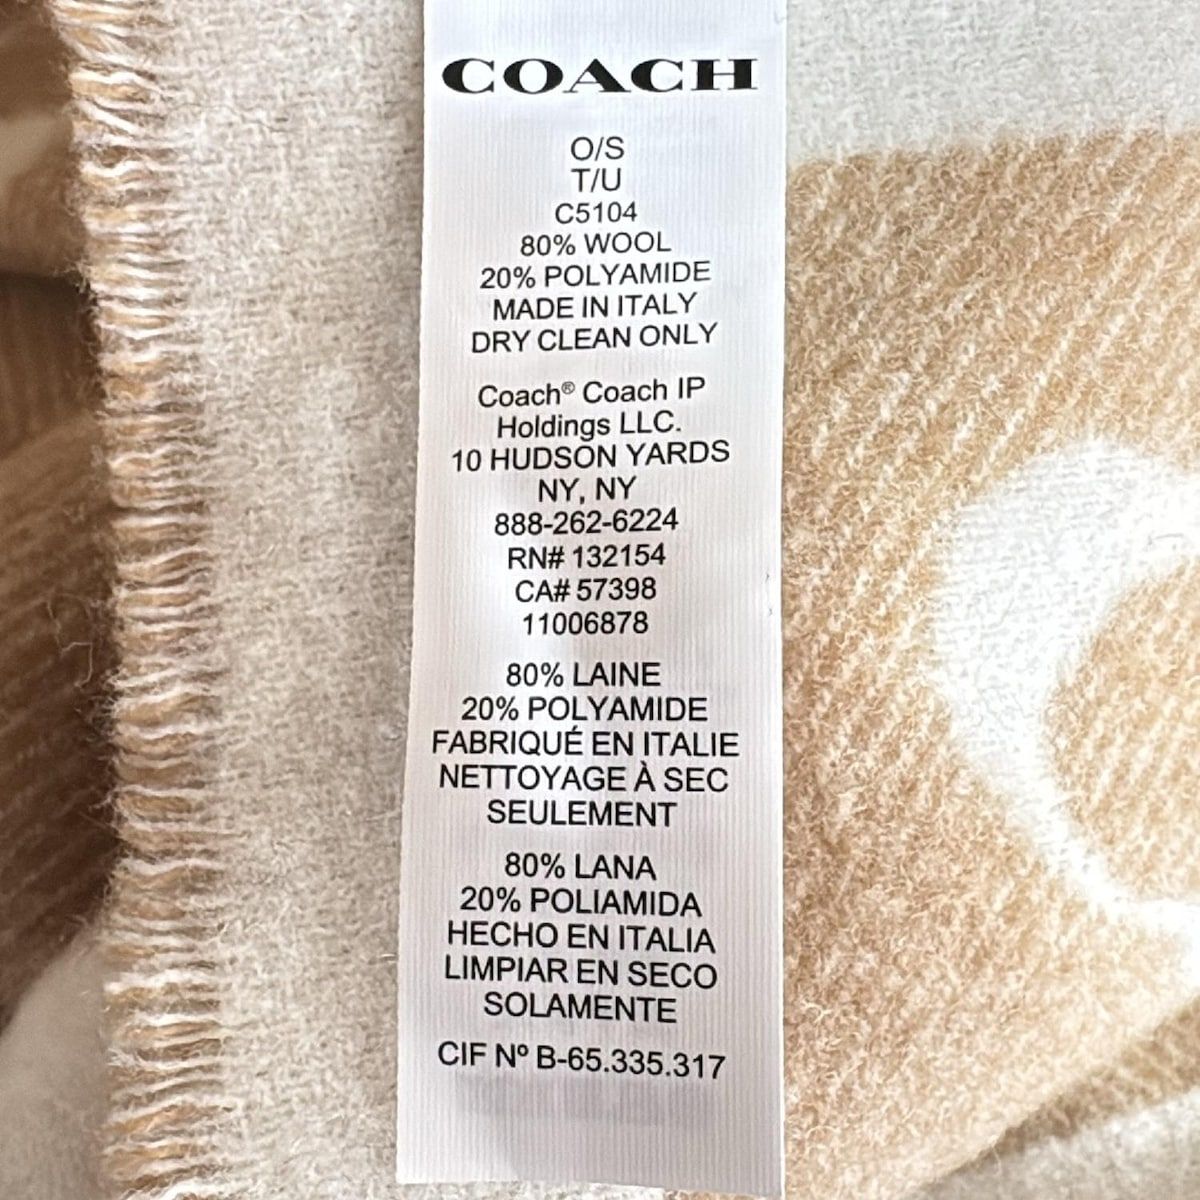 COACH
O/S
T/U
C5104
80% WOOL
20% POLYAMIDE
MADE IN ITALY
DRY CLEAN ONLY
Coach® Coach IP
Holdings LLC.
10 HUDSON YARDS
NY, NY
888-262-6224
RN# 132154
CA# 57398
11006878
80% LAINE
20% POLYAMIDE
FABRIQUÉ EN ITALIE
NETTOYAGE À SEC
SEULEMENT
80% LANA
20% POLIAMIDA
HECHO EN ITALIA
LIMPIAR EN SECO
SOLAMENTE
CIF Nº B-65.335.317